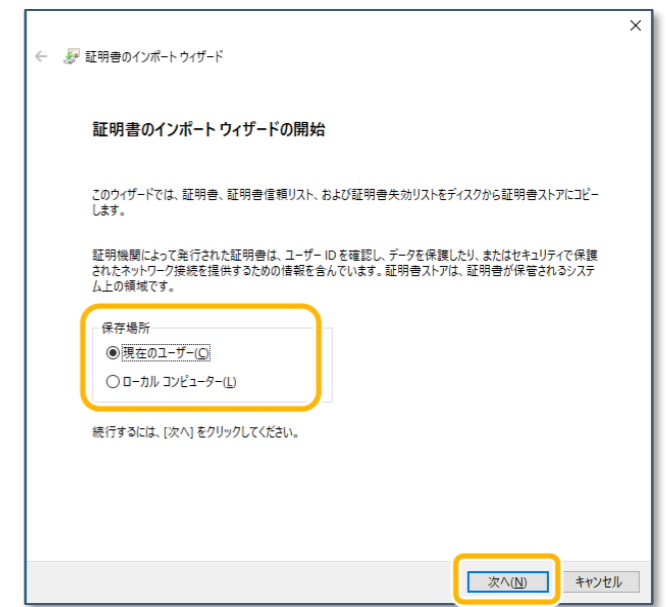 証明書のインポート ウィザード
証明書のインポート ウィザードの開始
このウィザードでは、証明書、証明書信頼リスト、および証明書失効リストをディスクから証明書ストアにコピー
します。
証明機関によって発行された証明書は、ユーザー ID を確認し、データを保護したり、またはセキュリティで保護
されたネットワーク接続を提供するための情報を含んでいます。証明書ストアは、証明書が保管されるシステ
ム上の領域です。
保存場所
現在のユーザー(C)
ローカル コンピューター(L)
続行するには、[次へ] をクリックしてください。
次へ(N)
キャンセル